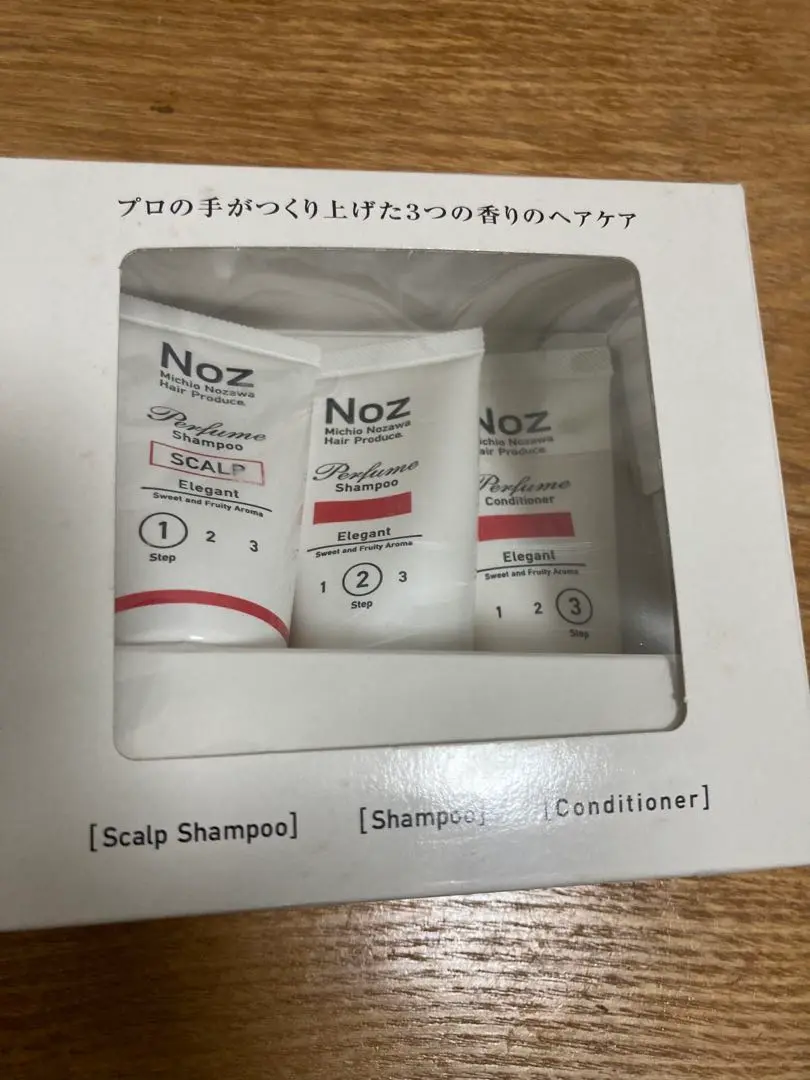 プロの手がつくり上げた3つの香りのヘアケア
Noz
Michio Nozawa
Hair Produce.
Perfume
Shampoo
SCALP
Elegant
Sweet and Fruity Aroma
1 2 3
Step
Noz
Michio Nozawa
Hair Produce.
Perfume
Shampoo
Elegant
Sweet and Fruity Aroma
1 2 3
Step
Noz
Michio Nozawa
Hair Produce.
Perfume
Conditioner
Elegant
Sweet and Fruity Aroma
1 2 3
Step
[Scalp Shampoo] [Shampoo] [Conditioner]